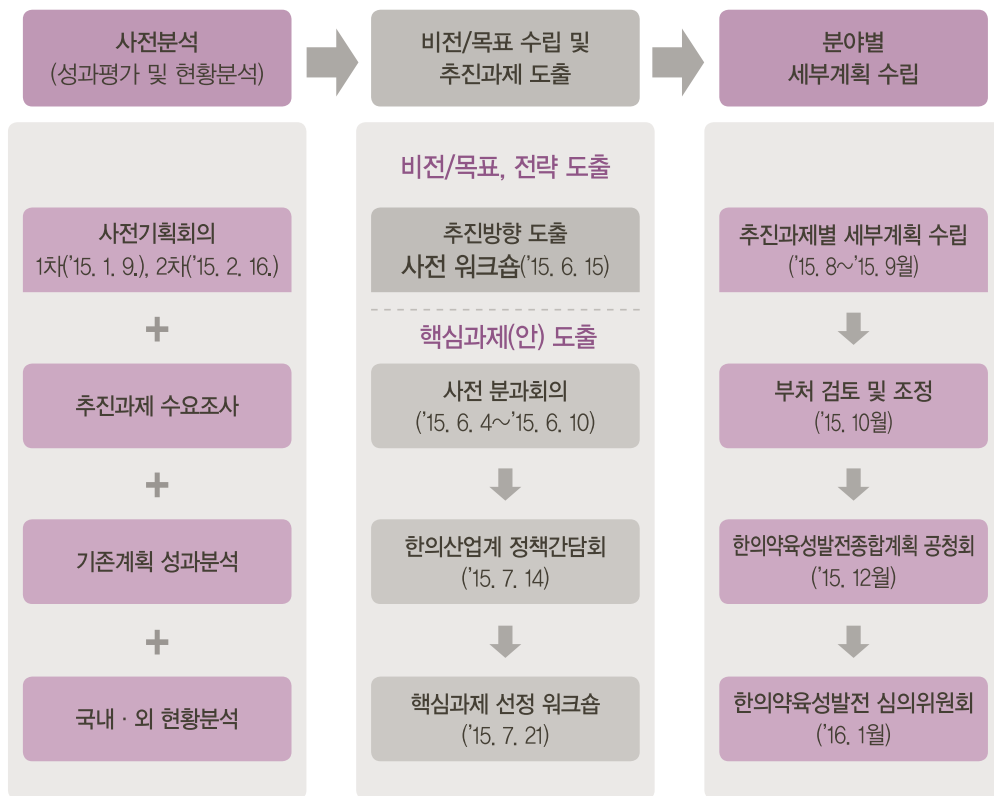 사전분석
(성과평가 및 현황분석)
비전/목표 수립 및
추진과제 도출
분야별
세부계획 수립
사전기획회의
1차('15. 1. 9.), 2차('15. 2. 16.)
+
추진과제 수요조사
+
기존계획 성과분석
+
국내 · 외 현황분석
비전/목표, 전략 도출
추진방향 도출
사전 워크숍('15. 6. 15)
핵심과제(안) 도출
사전 분과회의
('15. 6. 4~'15. 6. 10)
한의산업계 정책간담회
('15. 7. 14)
핵심과제 선정 워크숍
('15. 7. 21)
추진과제별 세부계획 수립
('15. 8~'15. 9월)
부처 검토 및 조정
('15. 10월)
한의약육성발전종합계획 공청회
('15. 12월)
한의약육성발전 심의위원회
('16. 1월)